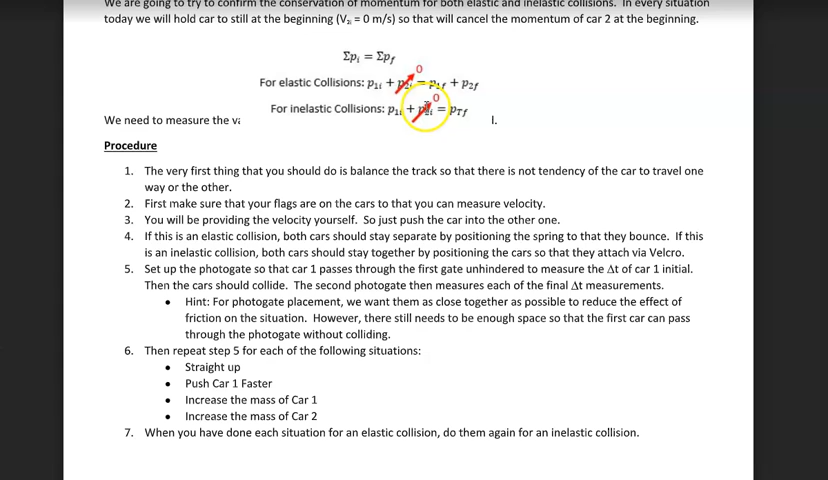 We are going to try to confirm the conservation of momentum for both elastic and inelastic collisions. In every situation
today we will hold car to still at the beginning (V₂ᵢ = 0 m/s) so that will cancel the momentum of car 2 at the beginning.
Σpᵢ = Σp_f
0
For elastic Collisions: p₁ᵢ + p₂ᵢ = p₁f + p₂f
0
For inelastic Collisions: p₁ᵢ + p₂ᵢ = p_Tf
We need to measure the l.
Procedure
1. The very first thing that you should do is balance the track so that there is not tendency of the car to travel one
way or the other.
2. First make sure that your flags are on the cars to that you can measure velocity.
3. You will be providing the velocity yourself. So just push the car into the other one.
4. If this is an elastic collision, both cars should stay separate by positioning the spring to that they bounce. If this
is an inelastic collision, both cars should stay together by positioning the cars so that they attach via Velcro.
5. Set up the photogate so that car 1 passes through the first gate unhindered to measure the Δt of car 1 initial.
Then the cars should collide. The second photogate then measures each of the final Δt measurements.
• Hint: For photogate placement, we want them as close together as possible to reduce the effect of
friction on the situation. However, there still needs to be enough space so that the first car can pass
through the photogate without colliding.
6. Then repeat step 5 for each of the following situations:
• Straight up
• Push Car 1 Faster
• Increase the mass of Car 1
• Increase the mass of Car 2
7. When you have done each situation for an elastic collision, do them again for an inelastic collision.